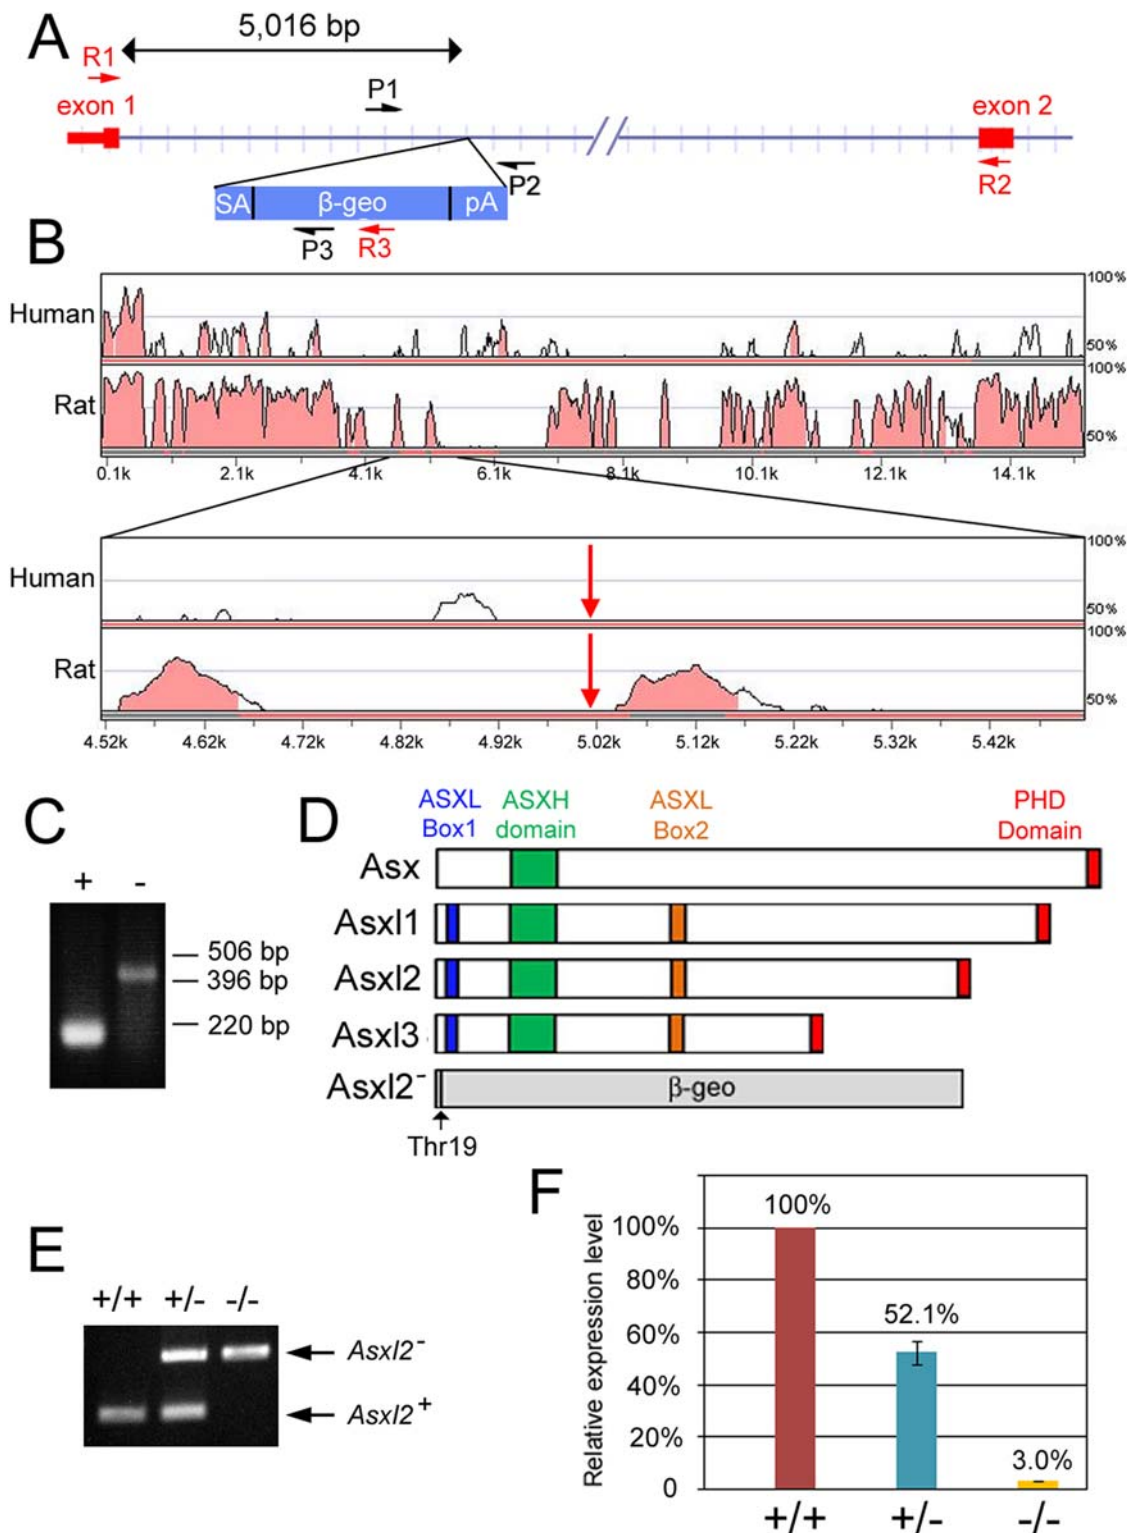 A
5,016 bp
R1
P1
exon 1
exon 2
P2
R2
SA
β-geo
pA
P3
R3
B
Human
100%
50%
Rat
100%
50%
0.1k 2.1k 4.1k 6.1k 8.1k 10.1k 12.1k 14.1k
Human
100%
50%
Rat
100%
50%
4.52k 4.62k 4.72k 4.82k 4.92k 5.02k 5.12k 5.22k 5.32k 5.42k
C
+ -
506 bp
396 bp
220 bp
D
ASXL Box1
ASXH domain
ASXL Box2
PHD Domain
Asx
Asxl1
Asxl2
Asxl3
Asxl2⁻
β-geo
Thr19
E
+/+ +/- -/-
Asxl2⁻
Asxl2⁺
F
Relative expression level
100%
80%
60%
40%
20%
0
100%
52.1%
3.0%
+/+ +/- -/-